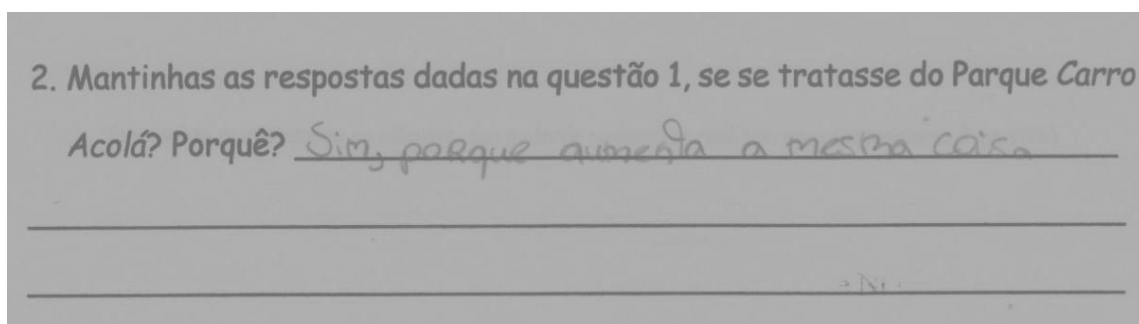 2. Mantinhas as respostas dadas na questão 1, se se tratasse do Parque Carro
Acolá? Porquê? Sim, porque aumenta a mesma coisa